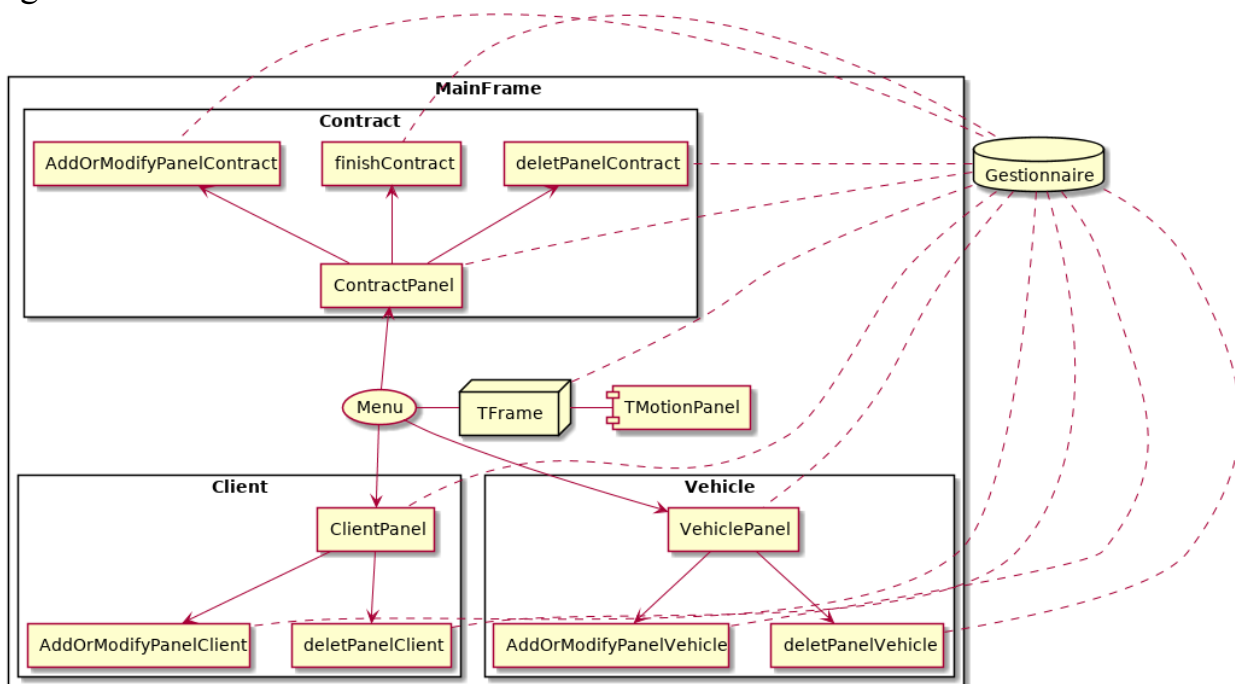 MainFrame
Contract
AddOrModifyPanelContract
finishContract
deletPanelContract
Gestionnaire
ContractPanel
Menu
TFrame
TMotionPanel
Client
Vehicle
ClientPanel
VehiclePanel
AddOrModifyPanelClient
deletPanelClient
AddOrModifyPanelVehicle
deletPanelVehicle